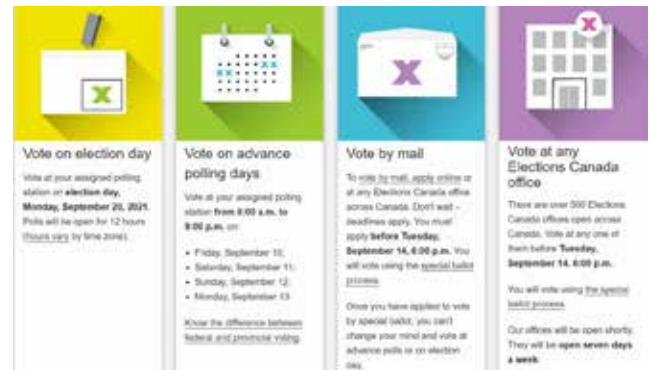 Vote on election day
Vote at your assigned polling
station on election day,
Monday, September 20, 2021.
Polls will be open for 12 hours
(hours vary by time zone).
Vote on advance
polling days
Vote at your assigned polling
station from 9:00 a.m. to
9:00 p.m. on:
• Friday, September 10;
• Saturday, September 11;
• Sunday, September 12;
• Monday, September 13
Know the difference between
federal and provincial voting.
Vote by mail
To vote by mail, apply online or
at any Elections Canada office
across Canada. Don't wait –
deadlines apply. You must
apply before Tuesday,
September 14, 6:00 p.m. You
will vote using the special ballot
process.
Once you have applied to vote
by special ballot, you can't
change your mind and vote at
advance polls or on election
day.
Vote at any
Elections Canada
office
There are over 500 Elections
Canada offices open across
Canada. Vote at any one of
them before Tuesday,
September 14, 6:00 p.m.
You will vote using the special
ballot process.
Our offices will be open shortly.
They will be open seven days
a week